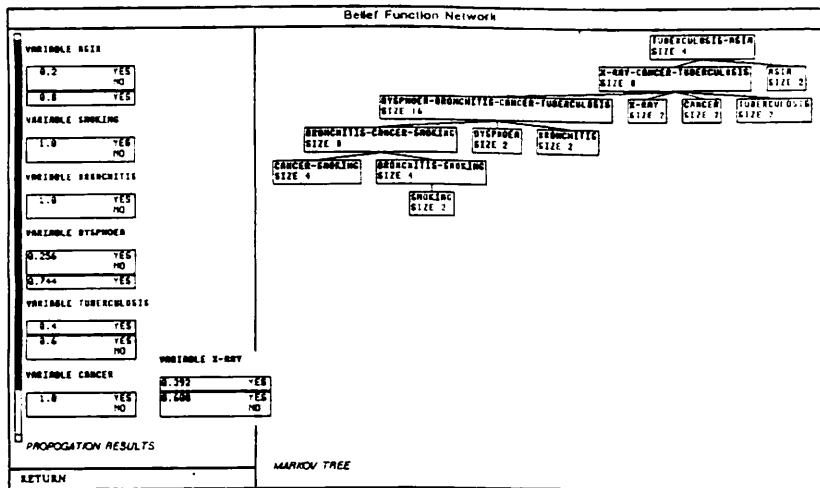 Belief Function Network
VARIABLE ASIA
0.2 YES
NO
0.8 YES
VARIABLE SMOKING
1.0 YES
NO
VARIABLE BRONCHITIS
1.0 YES
NO
VARIABLE DYSPNOEA
0.256 YES
NO
0.744 YES
VARIABLE TUBERCULOSIS
0.4 YES
0.6 YES
NO
VARIABLE CANCER
1.0 YES
NO
VARIABLE X-RAY
0.392 YES
0.608 YES
NO
PROPOGATION RESULTS
RETURN
TUBERCULOSIS-ASIA
SIZE 4
X-RAY-CANCER-TUBERCULOSIS
SIZE 8
ASIA
SIZE 2
DYSPNOEA-BRONCHITIS-CANCER-TUBERCULOSIS
SIZE 16
X-RAY
SIZE 2
CANCER
SIZE 2
TUBERCULOSIS
SIZE 2
BRONCHITIS-CANCER-SMOKING
SIZE 8
DYSPNOEA
SIZE 2
BRONCHITIS
SIZE 2
CANCER-SMOKING
SIZE 4
BRONCHITIS-SMOKING
SIZE 4
SMOKING
SIZE 2
MARKOV TREE